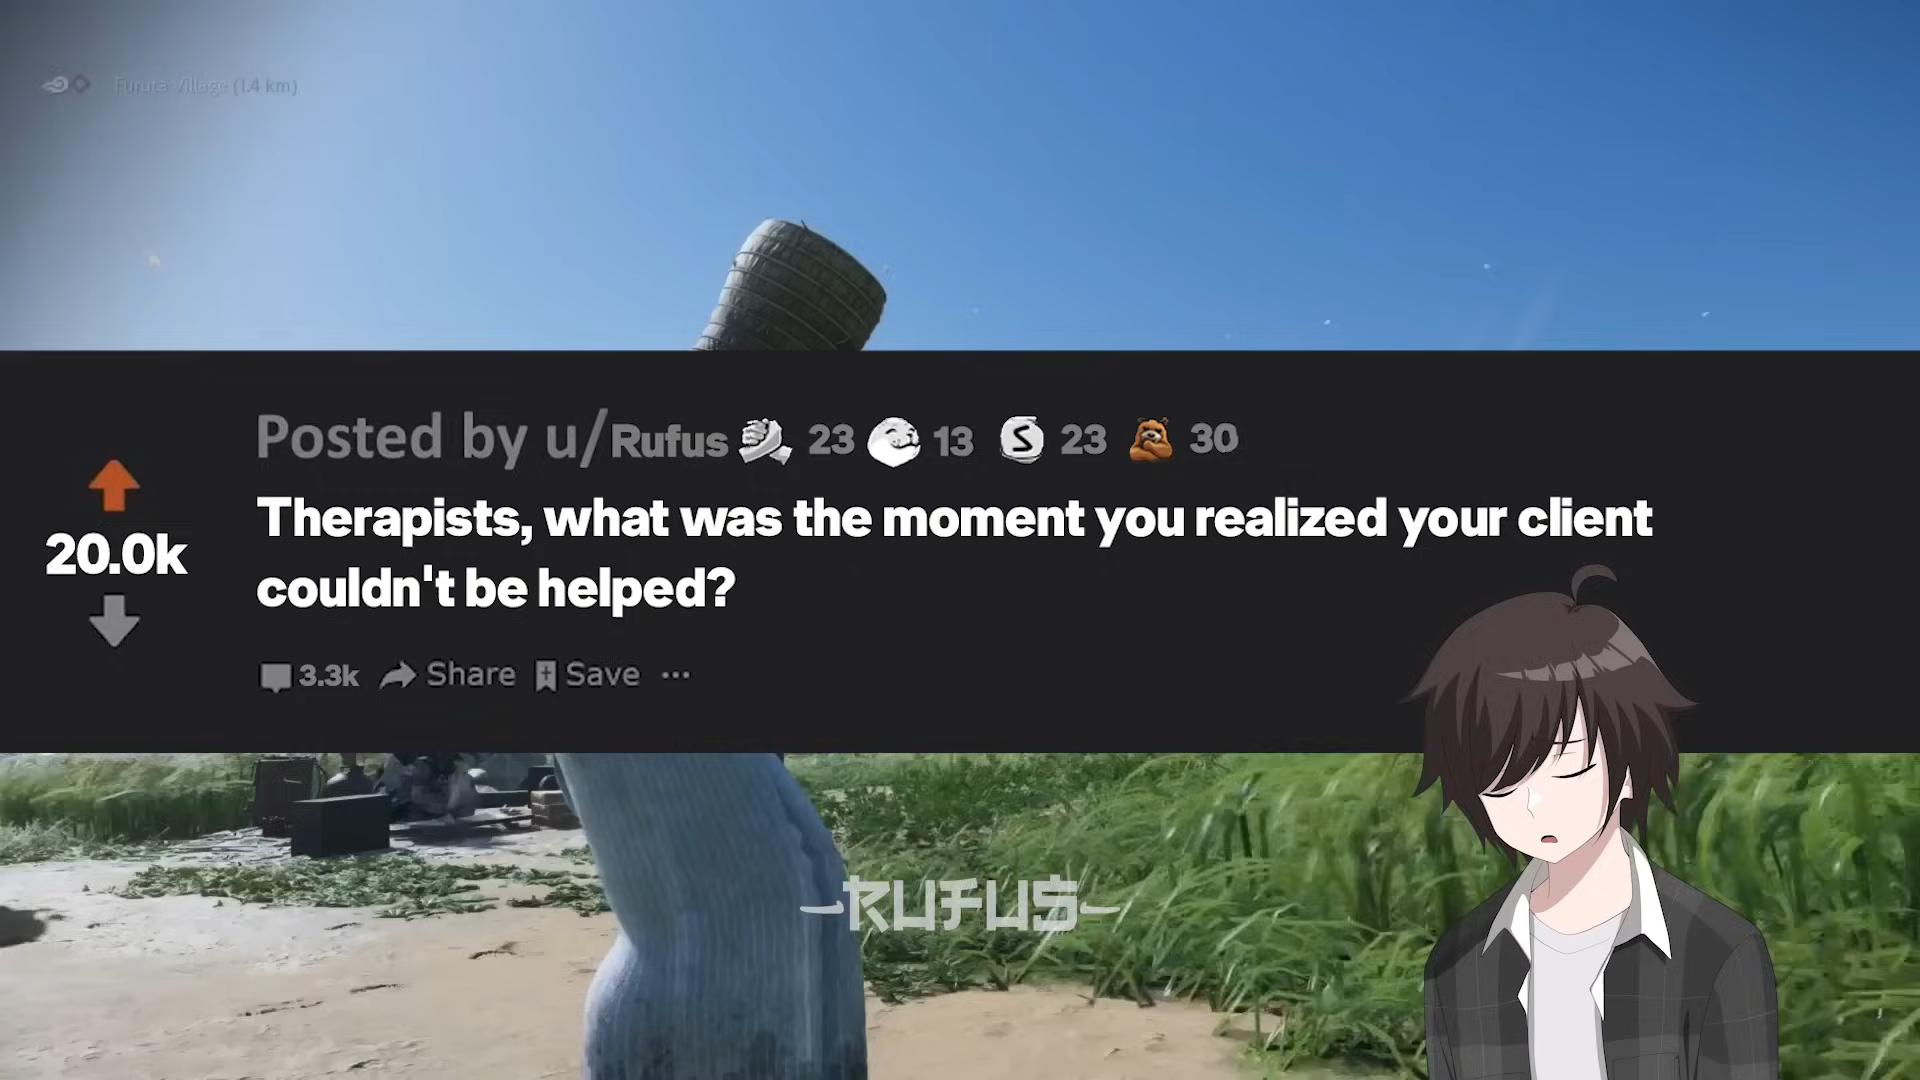 Furuta Village (1.4 km)
Posted by u/Rufus 23 13 S 23 30
Therapists, what was the moment you realized your client
20.0k
couldn't be helped?
3.3k Share Save ...
-RUFUS-